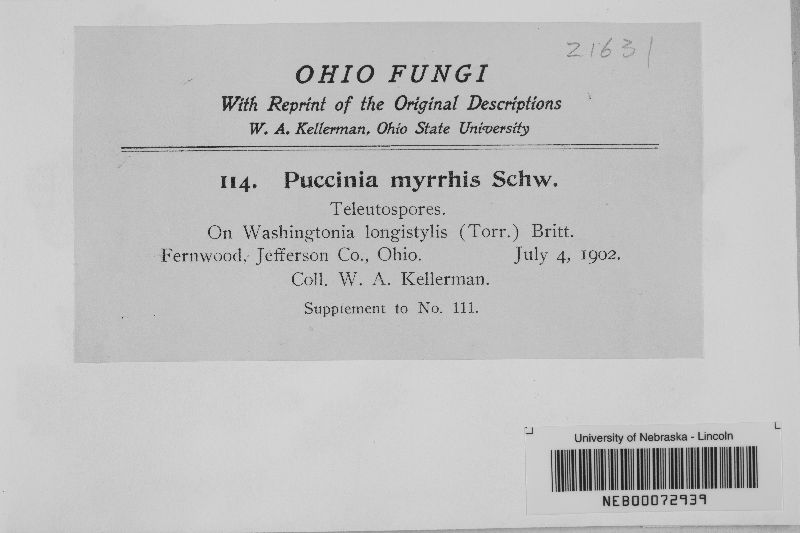 21631
OHIO FUNGI
With Reprint of the Original Descriptions
W. A. Kellerman, Ohio State University
114. Puccinia myrrhis Schw.
Teleutospores.
On Washingtonia longistylis (Torr.) Britt.
Fernwood, Jefferson Co., Ohio. July 4, 1902.
Coll. W. A. Kellerman.
Supplement to No. 111.
University of Nebraska - Lincoln
NEB00072939